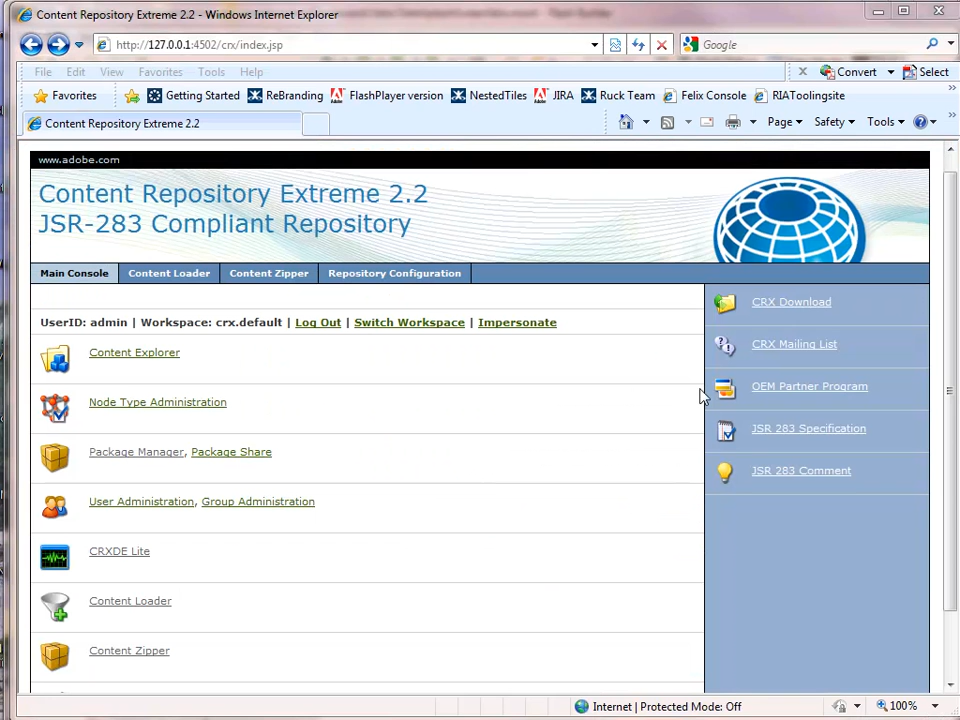 Content Repository Extreme 2.2 - Windows Internet Explorer
http://127.0.0.1:4502/crx/index.jsp
Google
File Edit View Favorites Tools Help
Convert Select
Favorites Getting Started ReBranding FlashPlayer version NestedTiles JIRA Ruck Team Felix Console RIAToolingsite
Content Repository Extreme 2.2
Page Safety Tools
www.adobe.com
Content Repository Extreme 2.2
JSR-283 Compliant Repository
Main Console Content Loader Content Zipper Repository Configuration
UserID: admin | Workspace: crx.default | Log Out | Switch Workspace | Impersonate
Content Explorer
Node Type Administration
Package Manager, Package Share
User Administration, Group Administration
CRXDE Lite
Content Loader
Content Zipper
CRX Download
CRX Mailing List
OEM Partner Program
JSR 283 Specification
JSR 283 Comment
Internet | Protected Mode: Off
100%